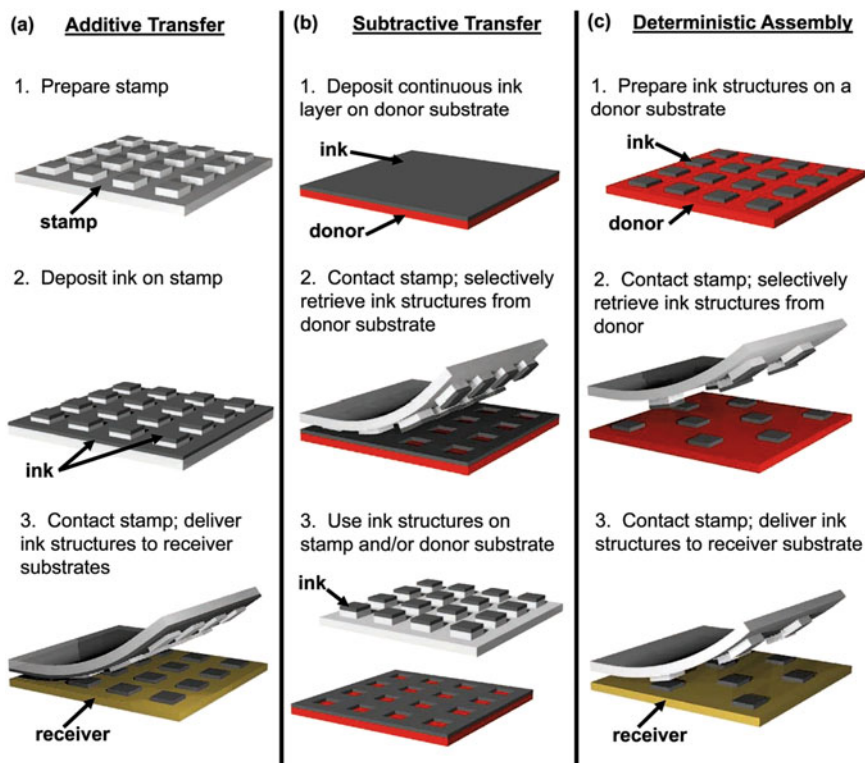 (a) Additive Transfer
1. Prepare stamp
stamp
2. Deposit ink on stamp
ink
3. Contact stamp; deliver
ink structures to receiver
substrates
receiver
(b) Subtractive Transfer
1. Deposit continuous ink
layer on donor substrate
ink
donor
2. Contact stamp; selectively
retrieve ink structures from
donor substrate
3. Use ink structures on
stamp and/or donor substrate
ink
(c) Deterministic Assembly
1. Prepare ink structures on a
donor substrate
ink
donor
2. Contact stamp; selectively
retrieve ink structures from
donor
3. Contact stamp; deliver ink
structures to receiver substrate
receiver